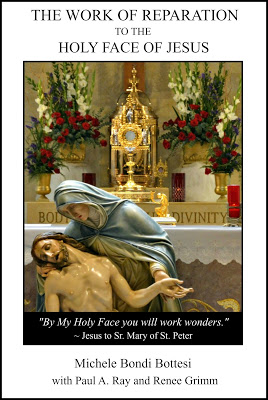 THE WORK OF REPARATION
TO THE
HOLY FACE OF JESUS
BODY
DIVINITY
"By My Holy Face you will work wonders."
~ Jesus to Sr. Mary of St. Peter
Michele Bondi Bottesi
with Paul A. Ray and Renee Grimm